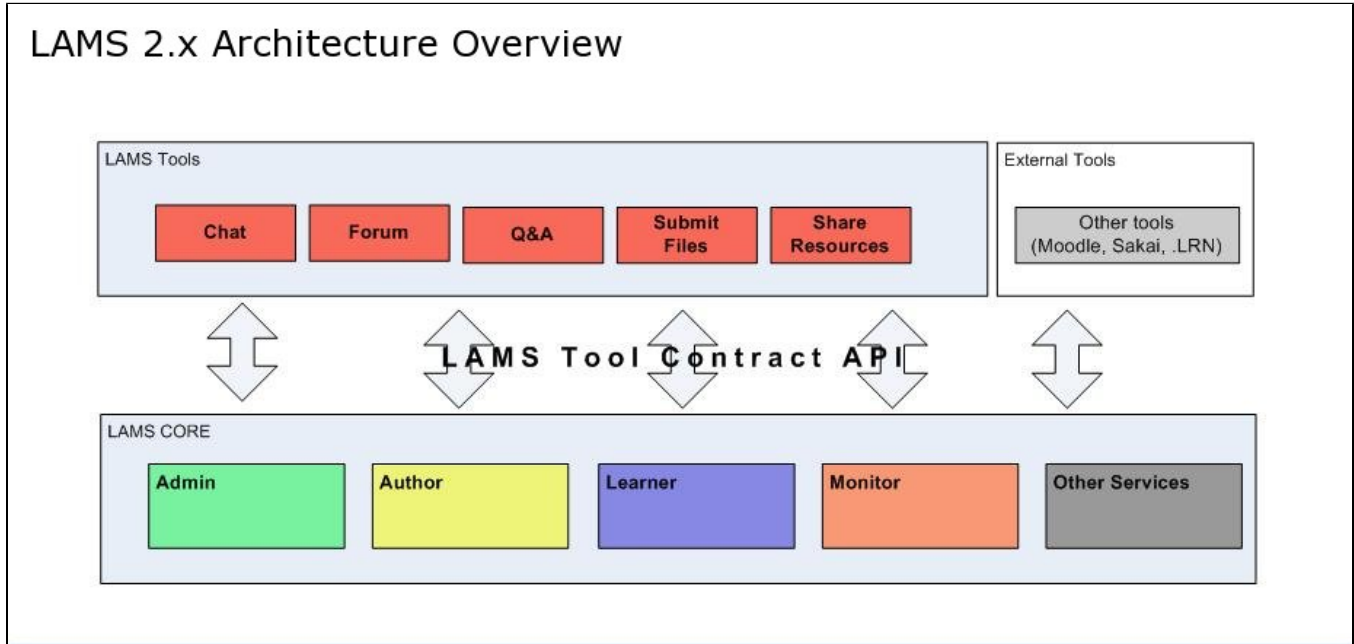 LAMS 2.x Architecture Overview
LAMS Tools
Chat
Forum
Q&A
Submit
Files
Share
Resources
External Tools
Other tools
(Moodle, Sakai, .LRN)
LAMS Tool Contract API
LAMS CORE
Admin
Author
Learner
Monitor
Other Services